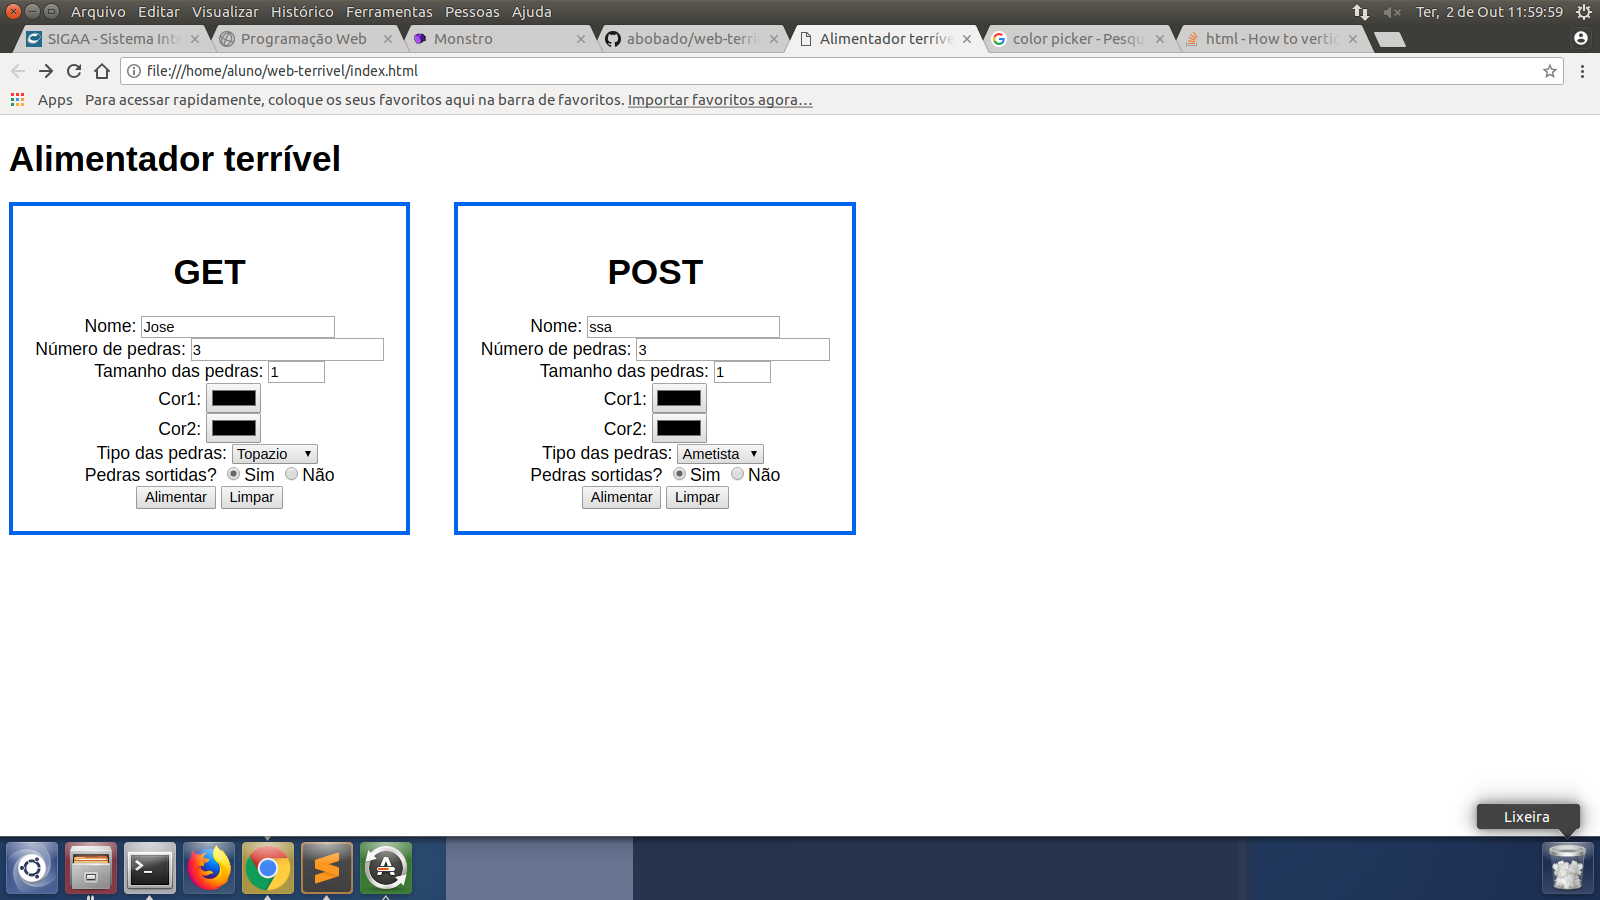 Arquivo Editar Visualizar Histórico Ferramentas Pessoas Ajuda
Ter, 2 de Out 11:59:59
SIGAA - Sistema Inte
Programação Web
Monstro
abobado/web-terri
Alimentador terríve
color picker - Pesqu
html - How to vertic
file:///home/aluno/web-terrivel/index.html
Apps Para acessar rapidamente, coloque os seus favoritos aqui na barra de favoritos. Importar favoritos agora...
Alimentador terrível
GET
Nome: Jose
Número de pedras: 3
Tamanho das pedras: 1
Cor1:
Cor2:
Tipo das pedras: Topazio
Pedras sortidas? Sim Não
Alimentar Limpar
POST
Nome: ssa
Número de pedras: 3
Tamanho das pedras: 1
Cor1:
Cor2:
Tipo das pedras: Ametista
Pedras sortidas? Sim Não
Alimentar Limpar
Lixeira